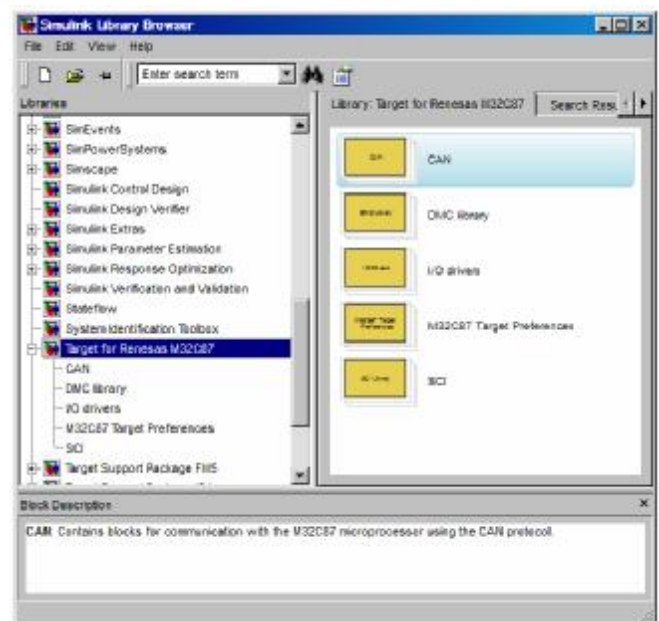 Simulink Library Browser
File Edit View Help
Enter search term
Libraries
SimEvents
SimPowerSystems
Simscape
Simulink Control Design
Simulink Design Verifier
Simulink Extras
Simulink Parameter Estimation
Simulink Response Optimization
Simulink Verification and Validation
Stateflow
System Identification Toolbox
Target for Renesas M32C87
CAN
DMC library
I/O drivers
M32C87 Target Preferences
SCI
Target Support Package FM5
Library: Target for Renesas M32C87
Search Resu
CAN
DMC library
I/O drivers
M32C87 Target Preferences
SCI
Block Description
CAN: Contains blocks for communication with the M32C87 microprocesser using the CAN protocol.